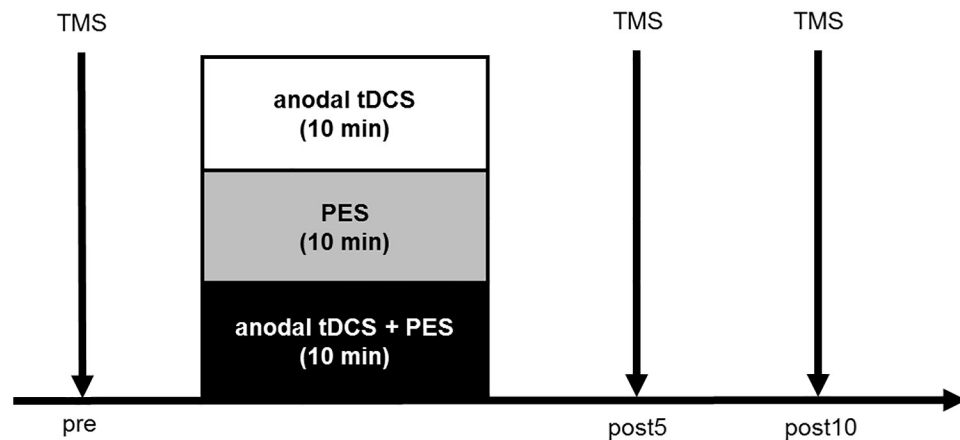 TMS
TMS
TMS
anodal tDCS
(10 min)
PES
(10 min)
anodal tDCS + PES
(10 min)
pre
post5
post10